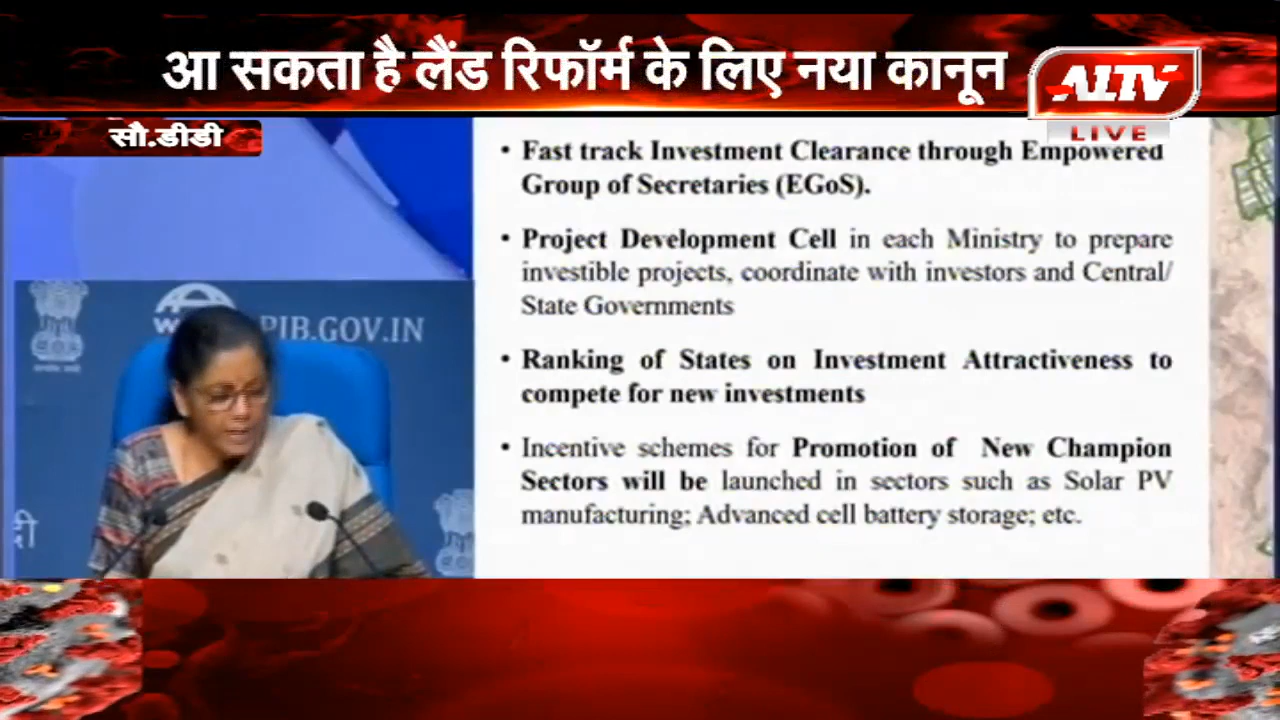 आ सकता है लैंड रिफॉर्म के लिए नया कानून
ALTV
LIVE
सौ.डीडी
• Fast track Investment Clearance through Empowered
Group of Secretaries (EGoS).
• Project Development Cell in each Ministry to prepare
investible projects, coordinate with investors and Central/
State Governments
• Ranking of States on Investment Attractiveness to
compete for new investments
• Incentive schemes for Promotion of New Champion
Sectors will be launched in sectors such as Solar PV
manufacturing; Advanced cell battery storage; etc.
PIB.GOV.IN